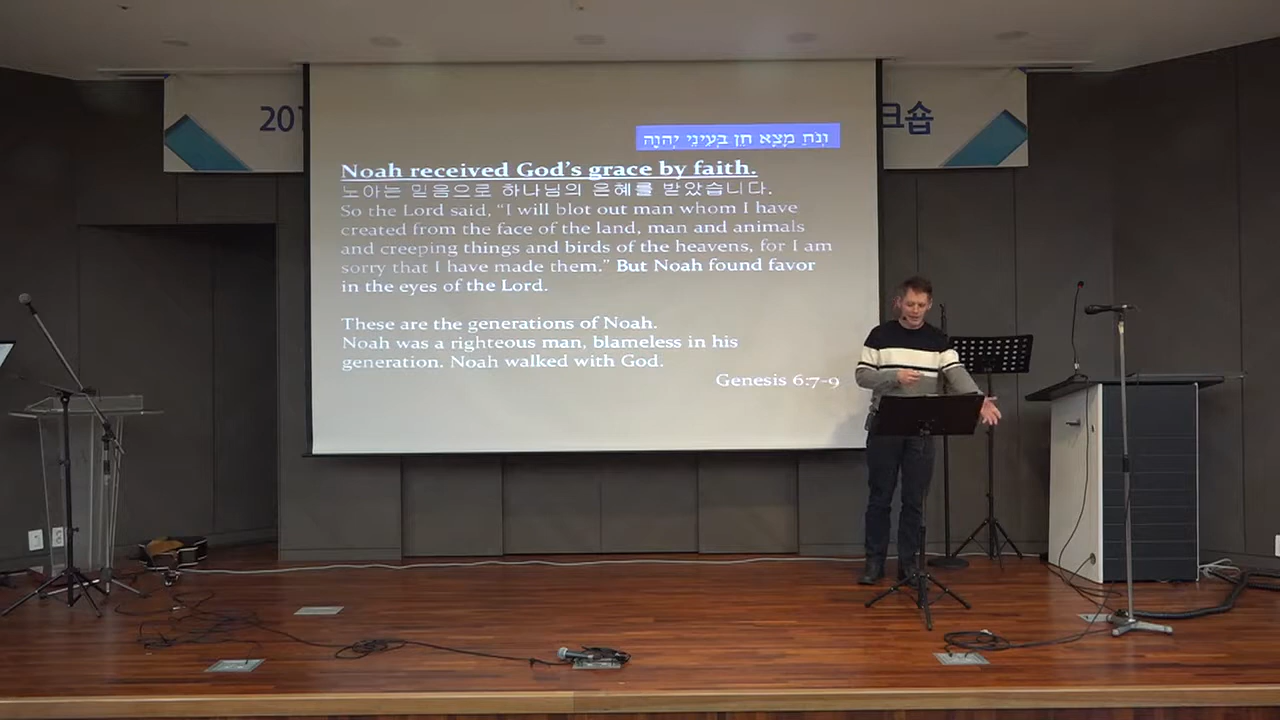 201
크숍
וְנֹחַ מָצָא חֵן בְּעֵינֵי יְהוָה
Noah received God’s grace by faith.
노아는 믿음으로 하나님의 은혜를 받았습니다.
So the Lord said, “I will blot out man whom I have
created from the face of the land, man and animals
and creeping things and birds of the heavens, for I am
sorry that I have made them.” But Noah found favor
in the eyes of the Lord.
These are the generations of Noah.
Noah was a righteous man, blameless in his
generation. Noah walked with God.
Genesis 6:7-9